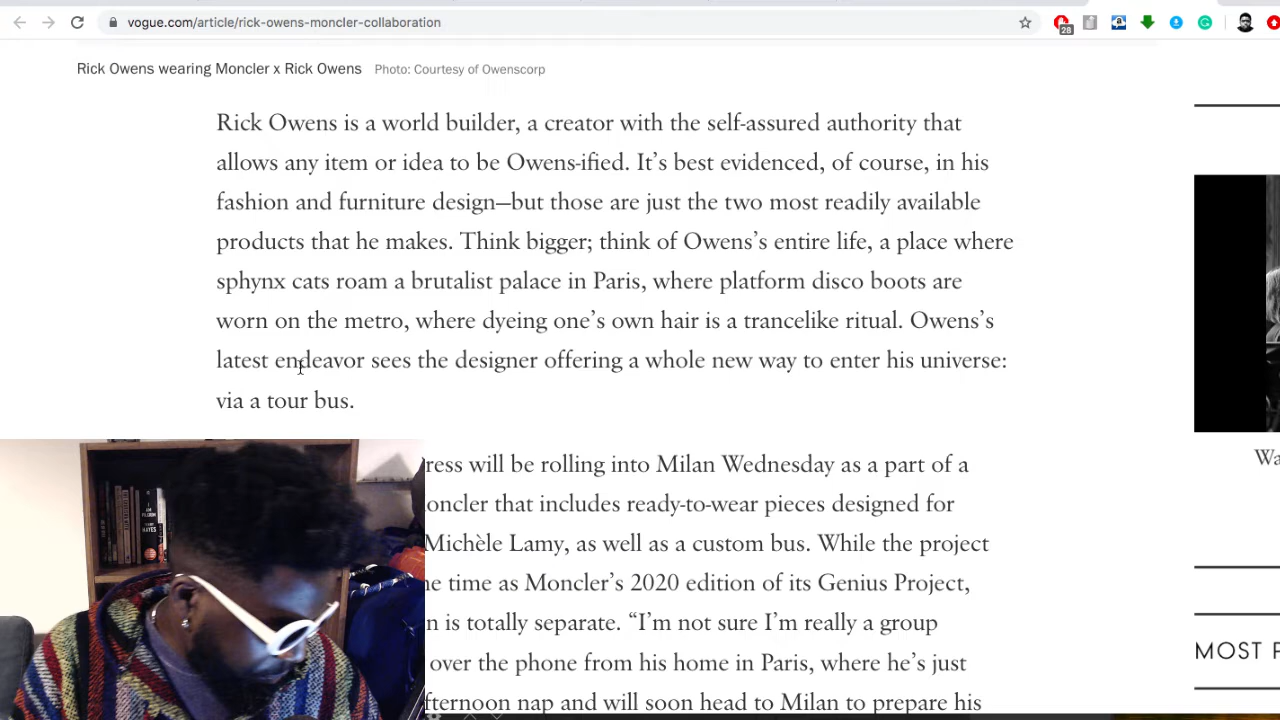 vogue.com/article/rick-owens-moncler-collaboration
28
Rick Owens wearing Moncler x Rick Owens Photo: Courtesy of Owenscorp
Rick Owens is a world builder, a creator with the self-assured authority that
allows any item or idea to be Owens-ified. It’s best evidenced, of course, in his
fashion and furniture design—but those are just the two most readily available
products that he makes. Think bigger; think of Owens’s entire life, a place where
sphynx cats roam a brutalist palace in Paris, where platform disco boots are
worn on the metro, where dyeing one’s own hair is a trancelike ritual. Owens’s
latest endeavor sees the designer offering a whole new way to enter his universe:
via a tour bus.
ress will be rolling into Milan Wednesday as a part of a
oncler that includes ready-to-wear pieces designed for
Michèle Lamy, as well as a custom bus. While the project
e time as Moncler’s 2020 edition of its Genius Project,
n is totally separate. “I’m not sure I’m really a group
over the phone from his home in Paris, where he’s just
fternoon nap and will soon head to Milan to prepare his
Wa
MOST P